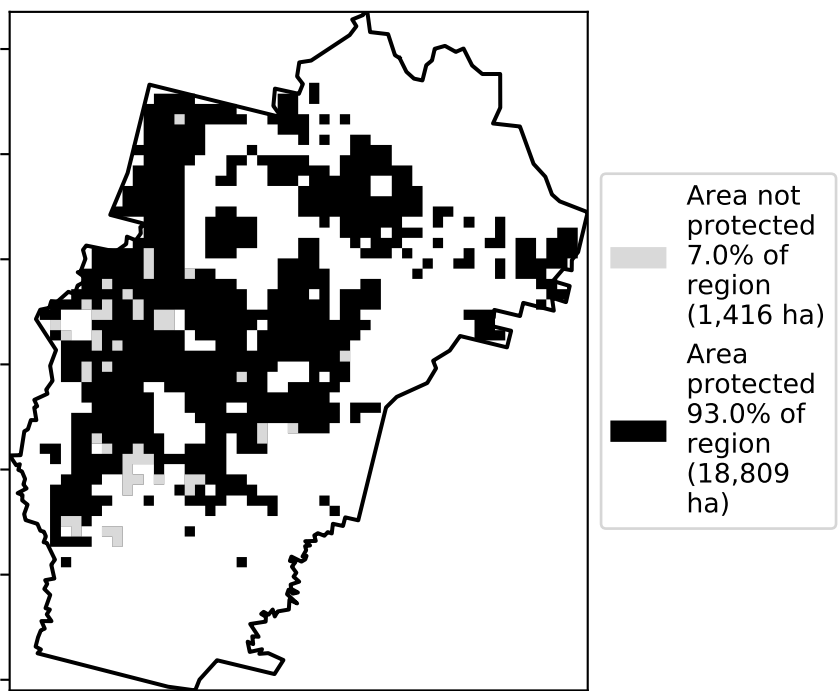 Area not
protected
7.0% of
region
(1,416 ha)
Area
protected
93.0% of
region
(18,809
ha)